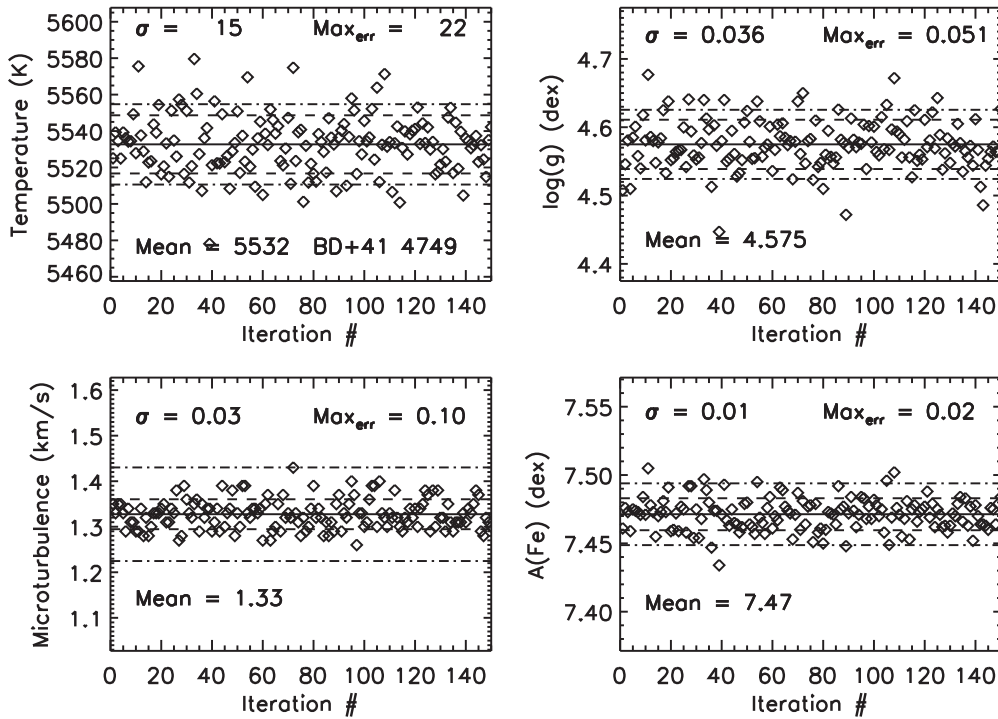 σ = 15 Max_err = 22
5600
5580
5560
5540
5520
5500
5480
5460
Temperature (K)
Mean = 5532 BD+41 4749
0 20 40 60 80 100 120 140
Iteration #
σ = 0.036 Max_err = 0.051
4.7
4.6
4.5
4.4
log(g) (dex)
Mean = 4.575
0 20 40 60 80 100 120 140
Iteration #
σ = 0.03 Max_err = 0.10
1.6
1.5
1.4
1.3
1.2
1.1
Microturbulence (km/s)
Mean = 1.33
0 20 40 60 80 100 120 140
Iteration #
σ = 0.01 Max_err = 0.02
7.55
7.50
7.45
7.40
A(Fe) (dex)
Mean = 7.47
0 20 40 60 80 100 120 140
Iteration #